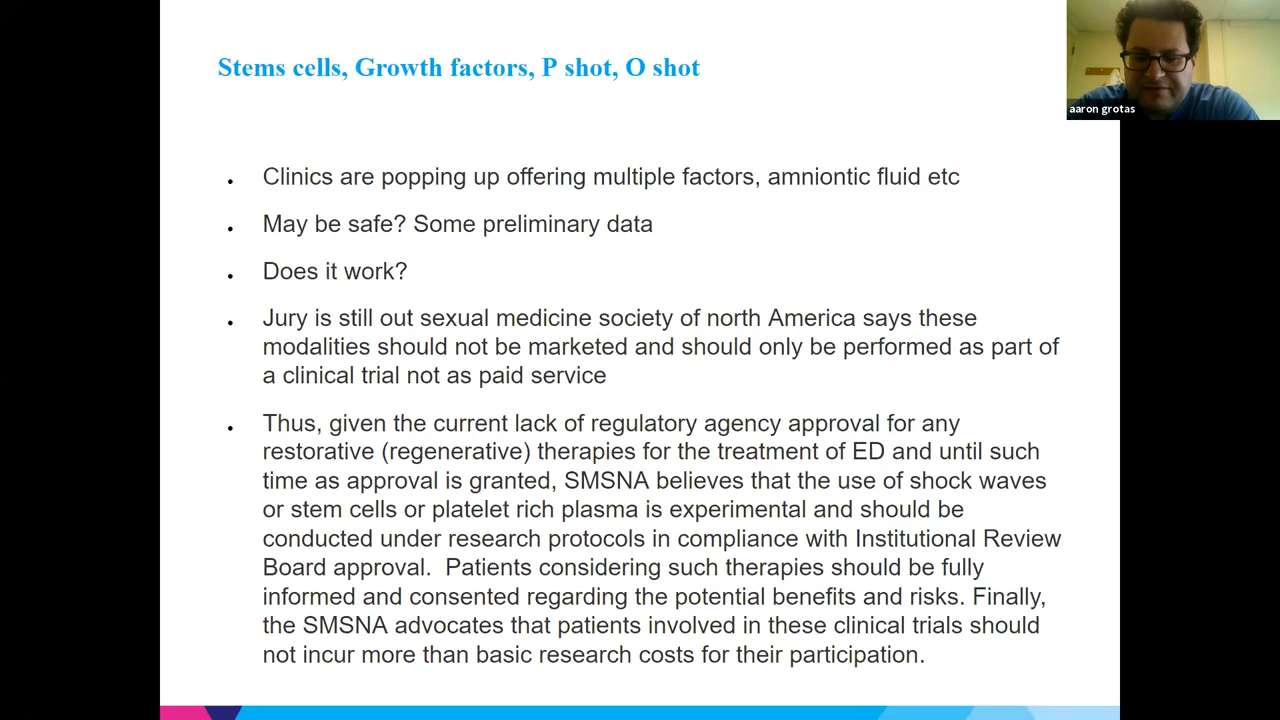 Stems cells, Growth factors, P shot, O shot
aaron grotas
Clinics are popping up offering multiple factors, amniontic fluid etc
May be safe? Some preliminary data
Does it work?
Jury is still out sexual medicine society of north America says these
modalities should not be marketed and should only be performed as part of
a clinical trial not as paid service
Thus, given the current lack of regulatory agency approval for any
restorative (regenerative) therapies for the treatment of ED and until such
time as approval is granted, SMSNA believes that the use of shock waves
or stem cells or platelet rich plasma is experimental and should be
conducted under research protocols in compliance with Institutional Review
Board approval.  Patients considering such therapies should be fully
informed and consented regarding the potential benefits and risks. Finally,
the SMSNA advocates that patients involved in these clinical trials should
not incur more than basic research costs for their participation.